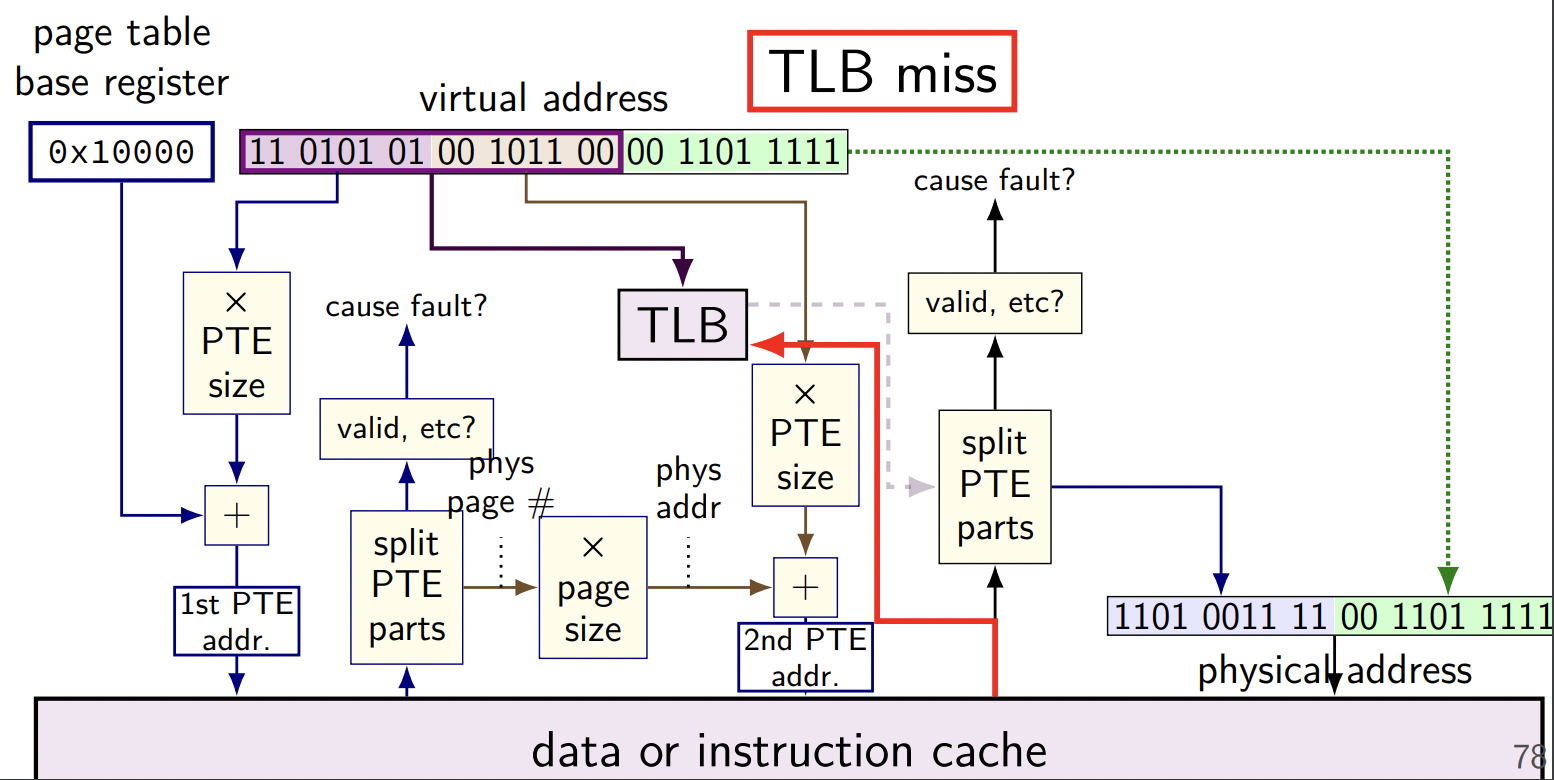 page table
base register
0x10000
virtual address
TLB miss
11 0101 01 00 1011 00 00 1101 1111
cause fault?
×
PTE
size
cause fault?
TLB
valid, etc?
valid, etc?
×
PTE
size
split
PTE
parts
phys
page #
phys
addr
+
split
PTE
parts
×
page
size
+
1st PTE
addr.
2nd PTE
addr.
1101 0011 11 00 1101 1111
physical address
data or instruction cache
78